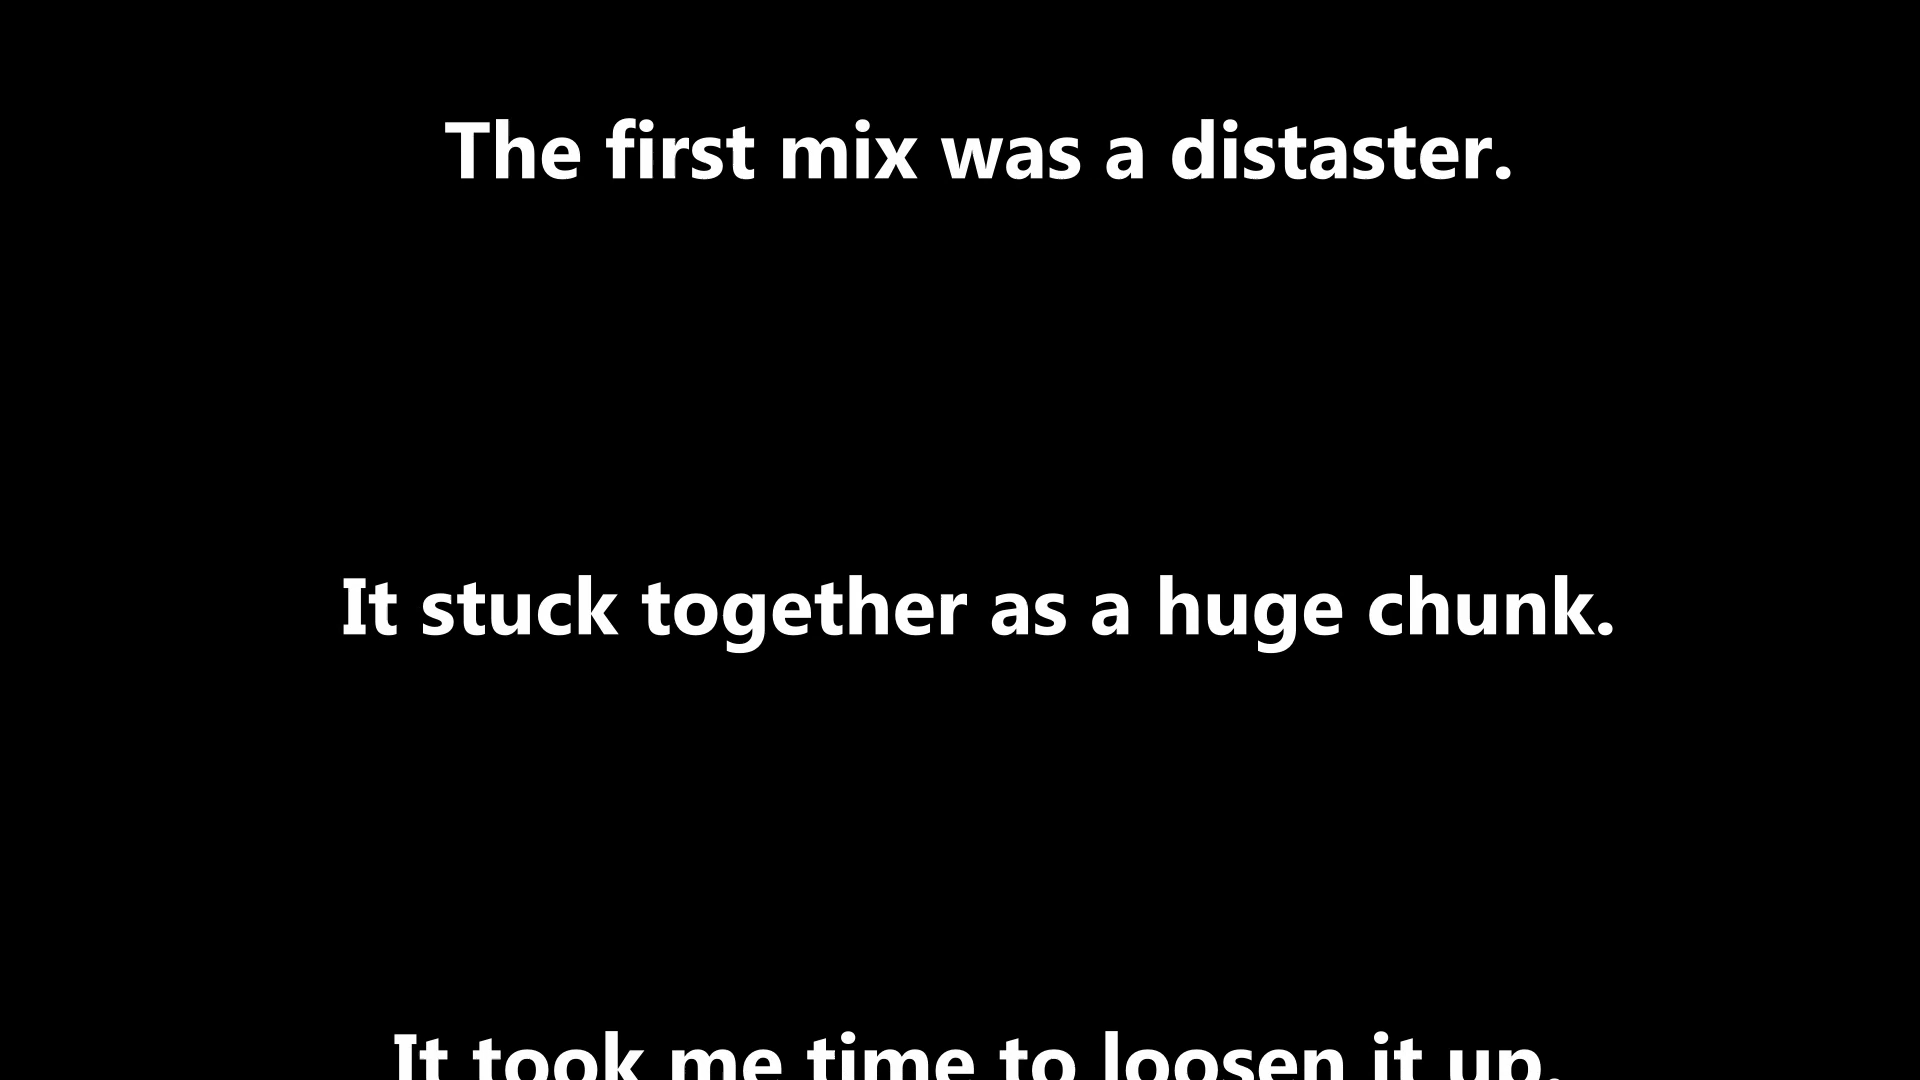 The first mix was a distaster.
It stuck together as a huge chunk.
It took me time to loosen it up.